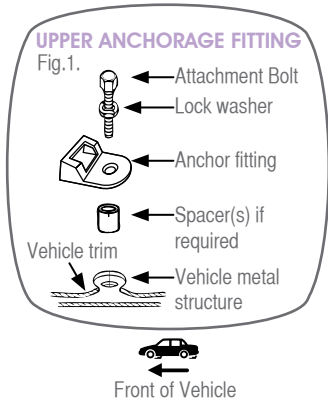 UPPER ANCHORAGE FITTING
Fig.1.
Attachment Bolt
Lock washer
Anchor fitting
Spacer(s) if
required
Vehicle trim
Vehicle metal
structure
Front of Vehicle